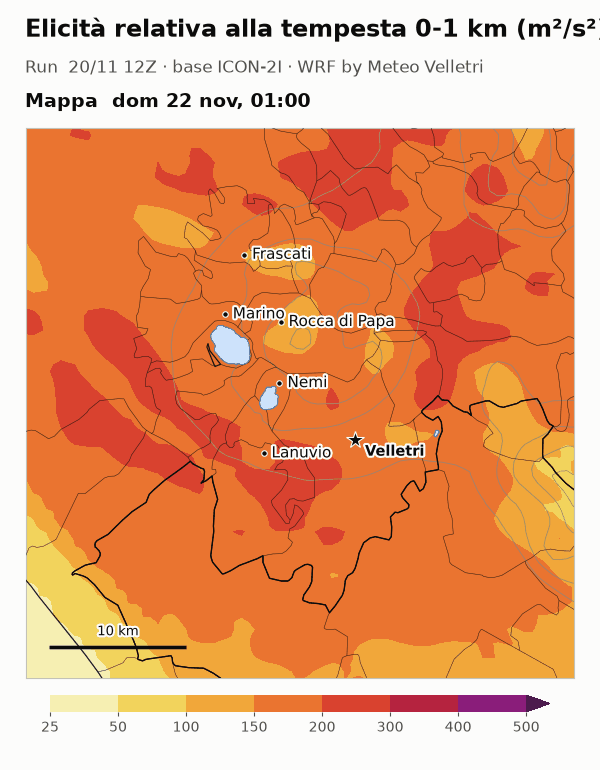 Elicità relativa alla tempesta 0-1 km (m²/s²)
Run 20/11 12Z · base ICON-2I · WRF by Meteo Velletri
Mappa dom 22 nov, 01:00
Frascati
Marino
Rocca di Papa
Nemi
Velletri
Lanuvio
10 km
25 50 100 150 200 300 400 500